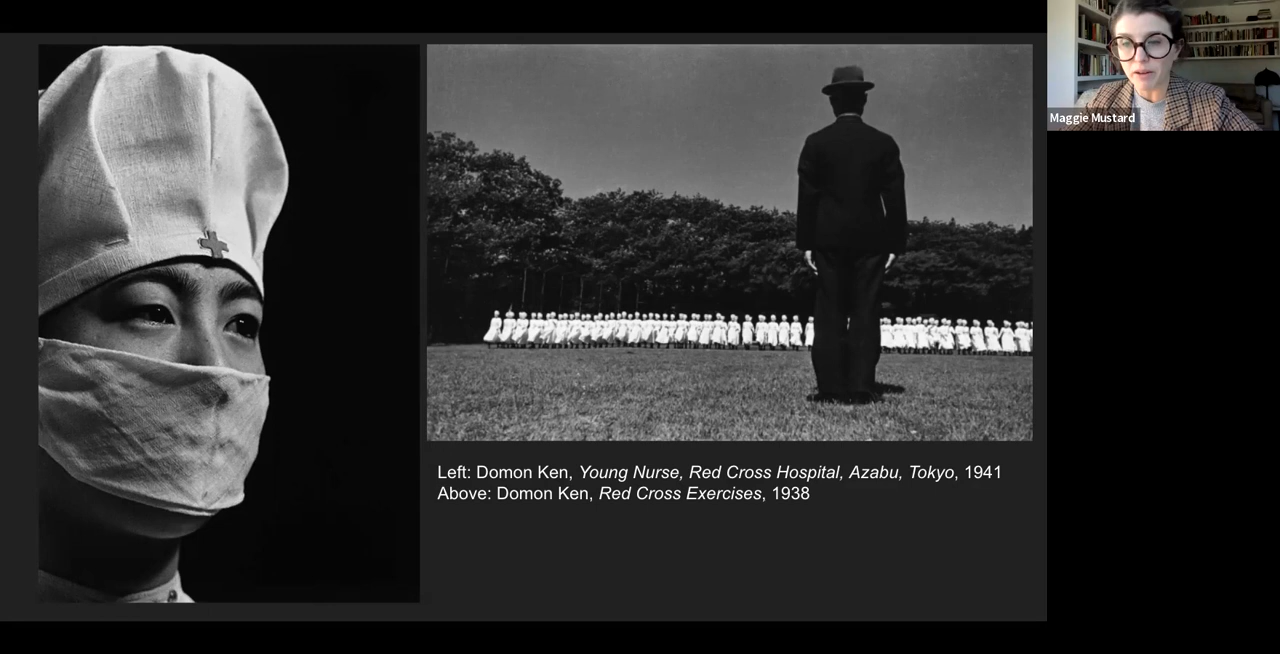 Maggie Mustard
Left: Domon Ken, Young Nurse, Red Cross Hospital, Azabu, Tokyo, 1941
Above: Domon Ken, Red Cross Exercises, 1938